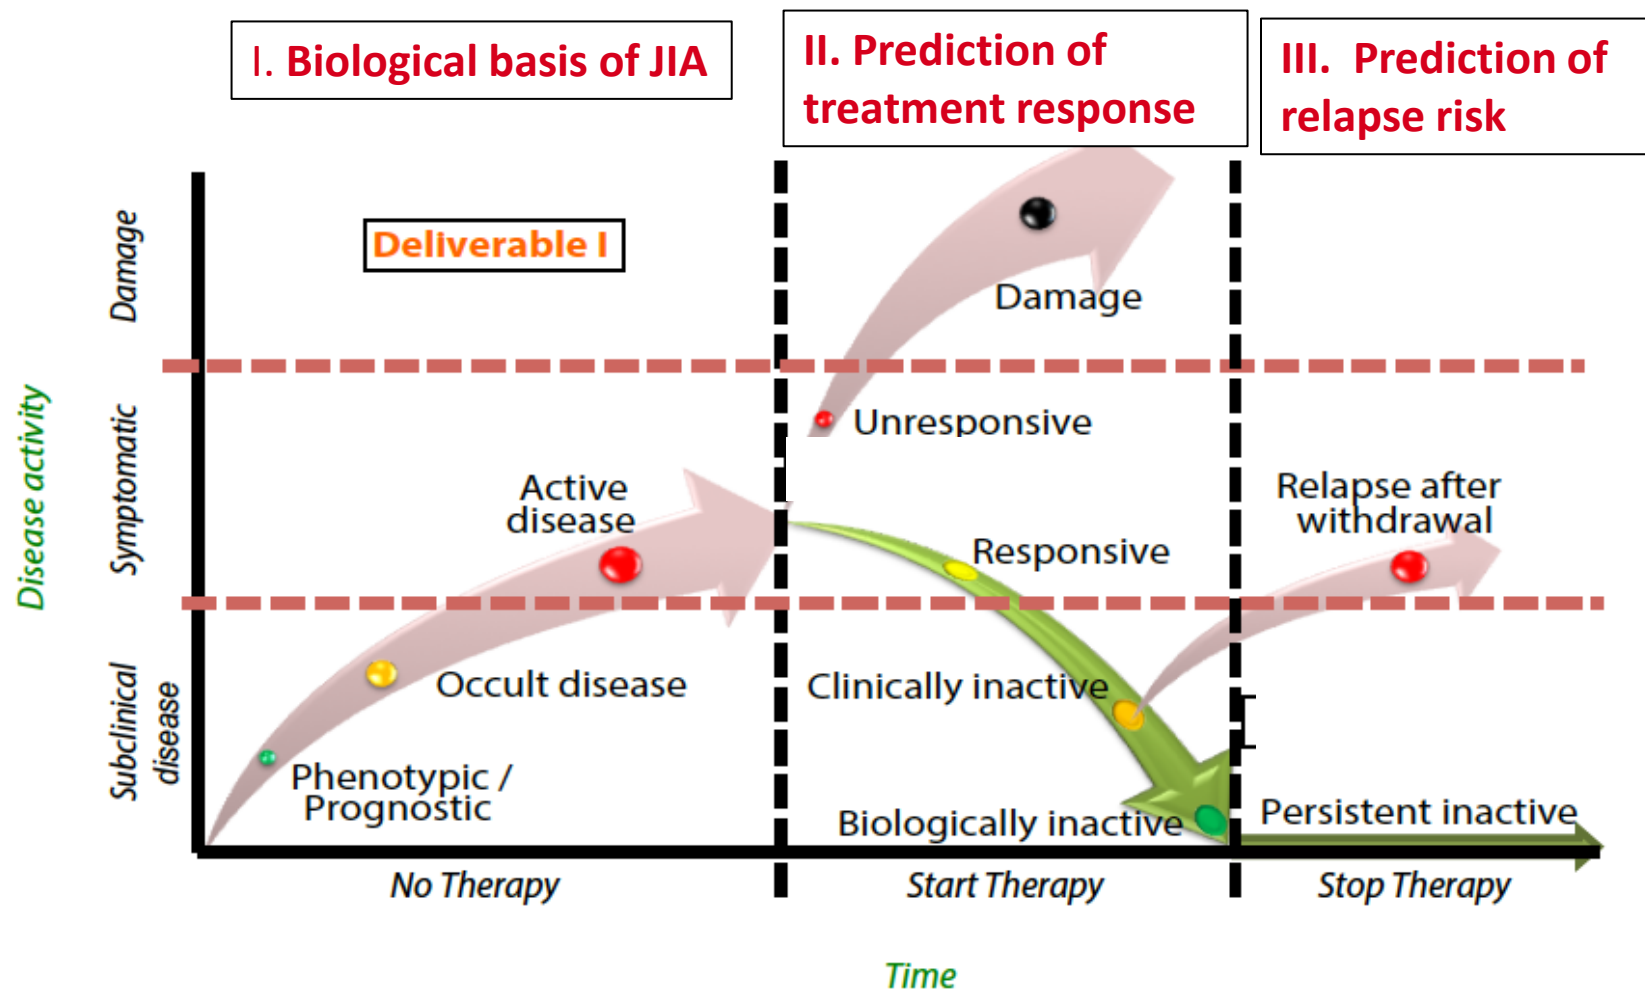 I. Biological basis of JIA
II. Prediction of
treatment response
III. Prediction of
relapse risk
Deliverable I
Damage
Damage
Unresponsive
Disease activity
Symptomatic
Active
disease
Relapse after
withdrawal
Responsive
Subclinical
disease
Occult disease
Clinically inactive
Phenotypic /
Prognostic
Biologically inactive
Persistent inactive
No Therapy
Start Therapy
Stop Therapy
Time